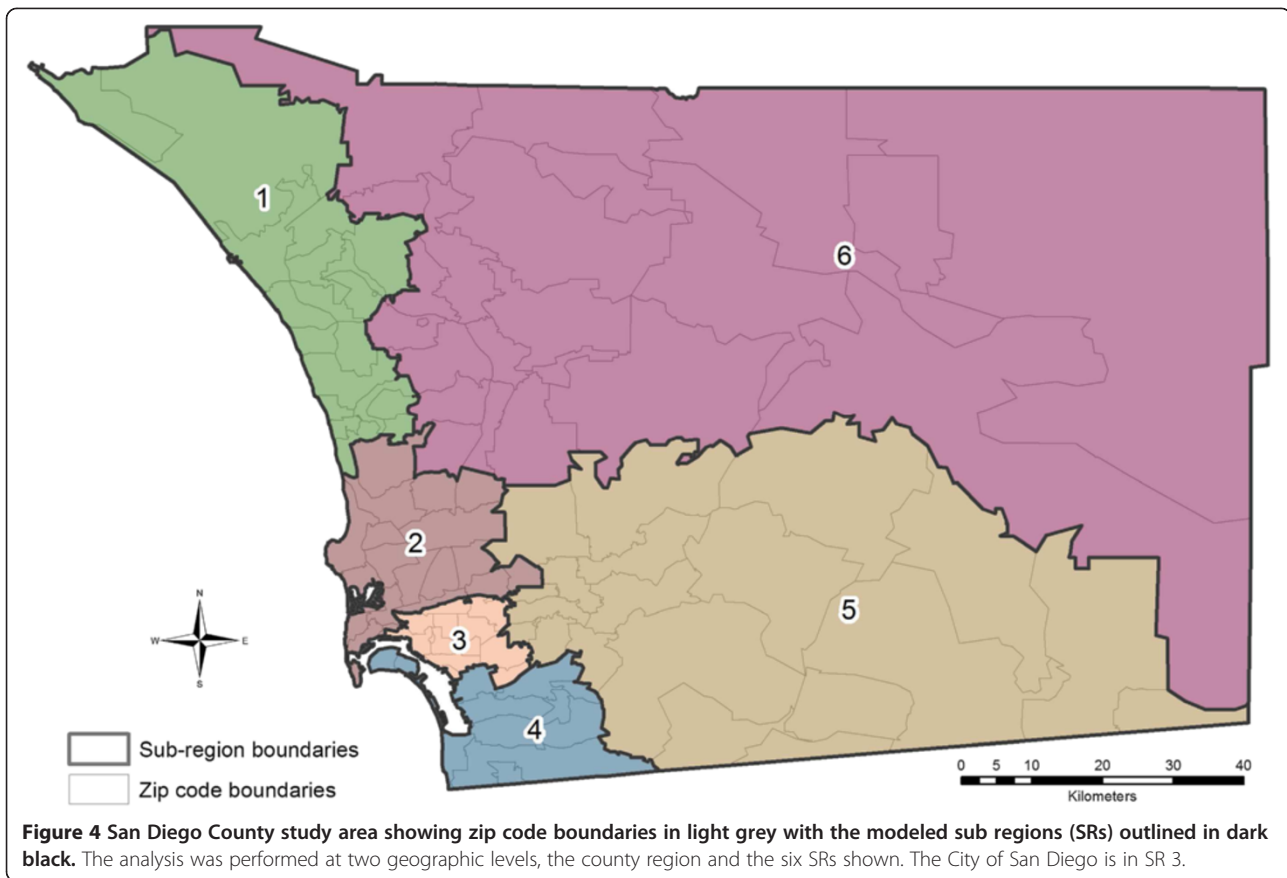 1
6
2
5
3
4
N
W E
S
Sub-region boundaries
Zip code boundaries
0 5 10 20 30 40
Kilometers
Figure 4 San Diego County study area showing zip code boundaries in light grey with the modeled sub regions (SRs) outlined in dark
black. The analysis was performed at two geographic levels, the county region and the six SRs shown. The City of San Diego is in SR 3.